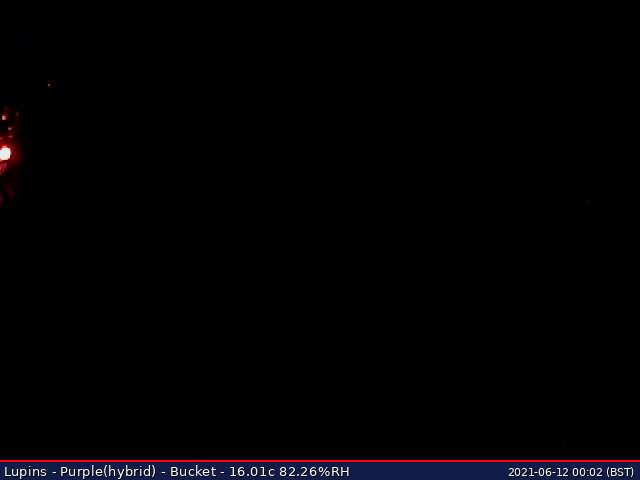 Lupins - Purple(hybrid) - Bucket - 16.01c 82.26%RH
2021-06-12 00:02 (BST)